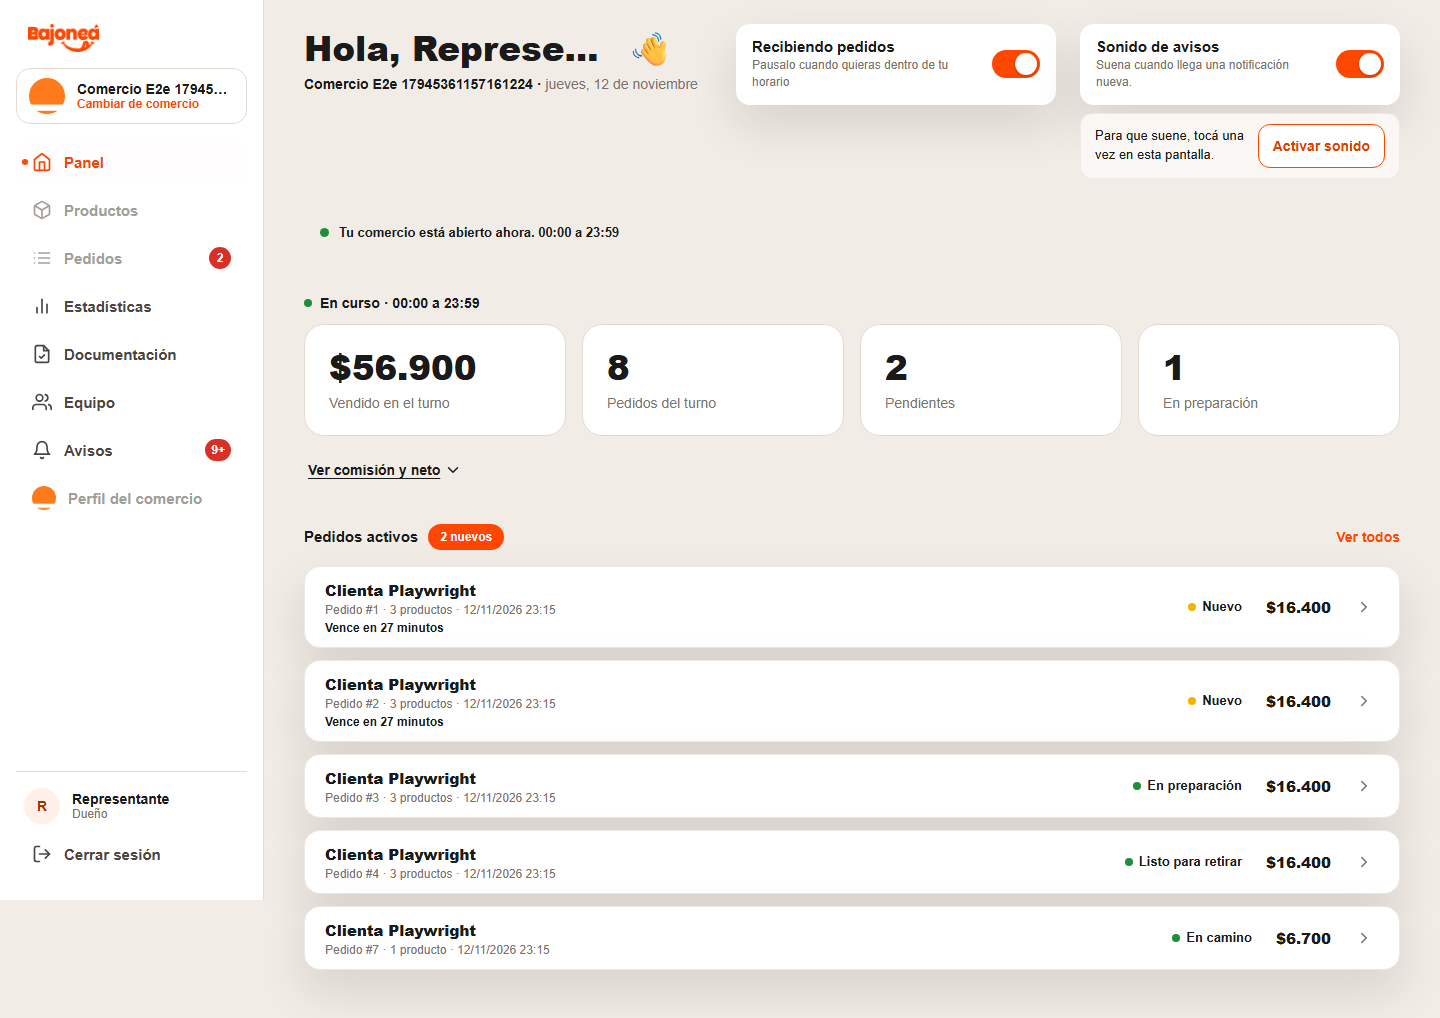 Bajoneá
Comercio E2e 17945...
Cambiar de comercio
Panel
Productos
Pedidos
2
Estadísticas
Documentación
Equipo
Avisos
9+
Perfil del comercio
Representante
R
Dueño
Cerrar sesión
Hola, Represe...
Comercio E2e 17945361157161224 · jueves, 12 de noviembre
Recibiendo pedidos
Pausalo cuando quieras dentro de tu
horario
Sonido de avisos
Suena cuando llega una notificación
nueva.
Para que suene, tocá una
vez en esta pantalla.
Activar sonido
Tu comercio está abierto ahora. 00:00 a 23:59
En curso · 00:00 a 23:59
$56.900
Vendido en el turno
8
Pedidos del turno
2
Pendientes
1
En preparación
Ver comisión y neto
Pedidos activos
2 nuevos
Ver todos
Clienta Playwright
Pedido #1 · 3 productos · 12/11/2026 23:15
Vence en 27 minutos
Nuevo
$16.400
Clienta Playwright
Pedido #2 · 3 productos · 12/11/2026 23:15
Vence en 27 minutos
Nuevo
$16.400
Clienta Playwright
Pedido #3 · 3 productos · 12/11/2026 23:15
En preparación
$16.400
Clienta Playwright
Pedido #4 · 3 productos · 12/11/2026 23:15
Listo para retirar
$16.400
Clienta Playwright
Pedido #7 · 1 producto · 12/11/2026 23:15
En camino
$6.700